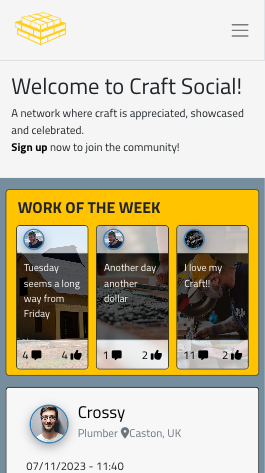 Welcome to Craft Social!
A network where craft is appreciated, showcased
and celebrated.
Sign up now to join the community!
WORK OF THE WEEK
Tuesday
seems a long
way from
Friday
4 4
Another day
another
dollar
1 2
I love my
Craft!!
11 2
Crossy
Plumber Caston, UK
07/11/2023 - 11:40